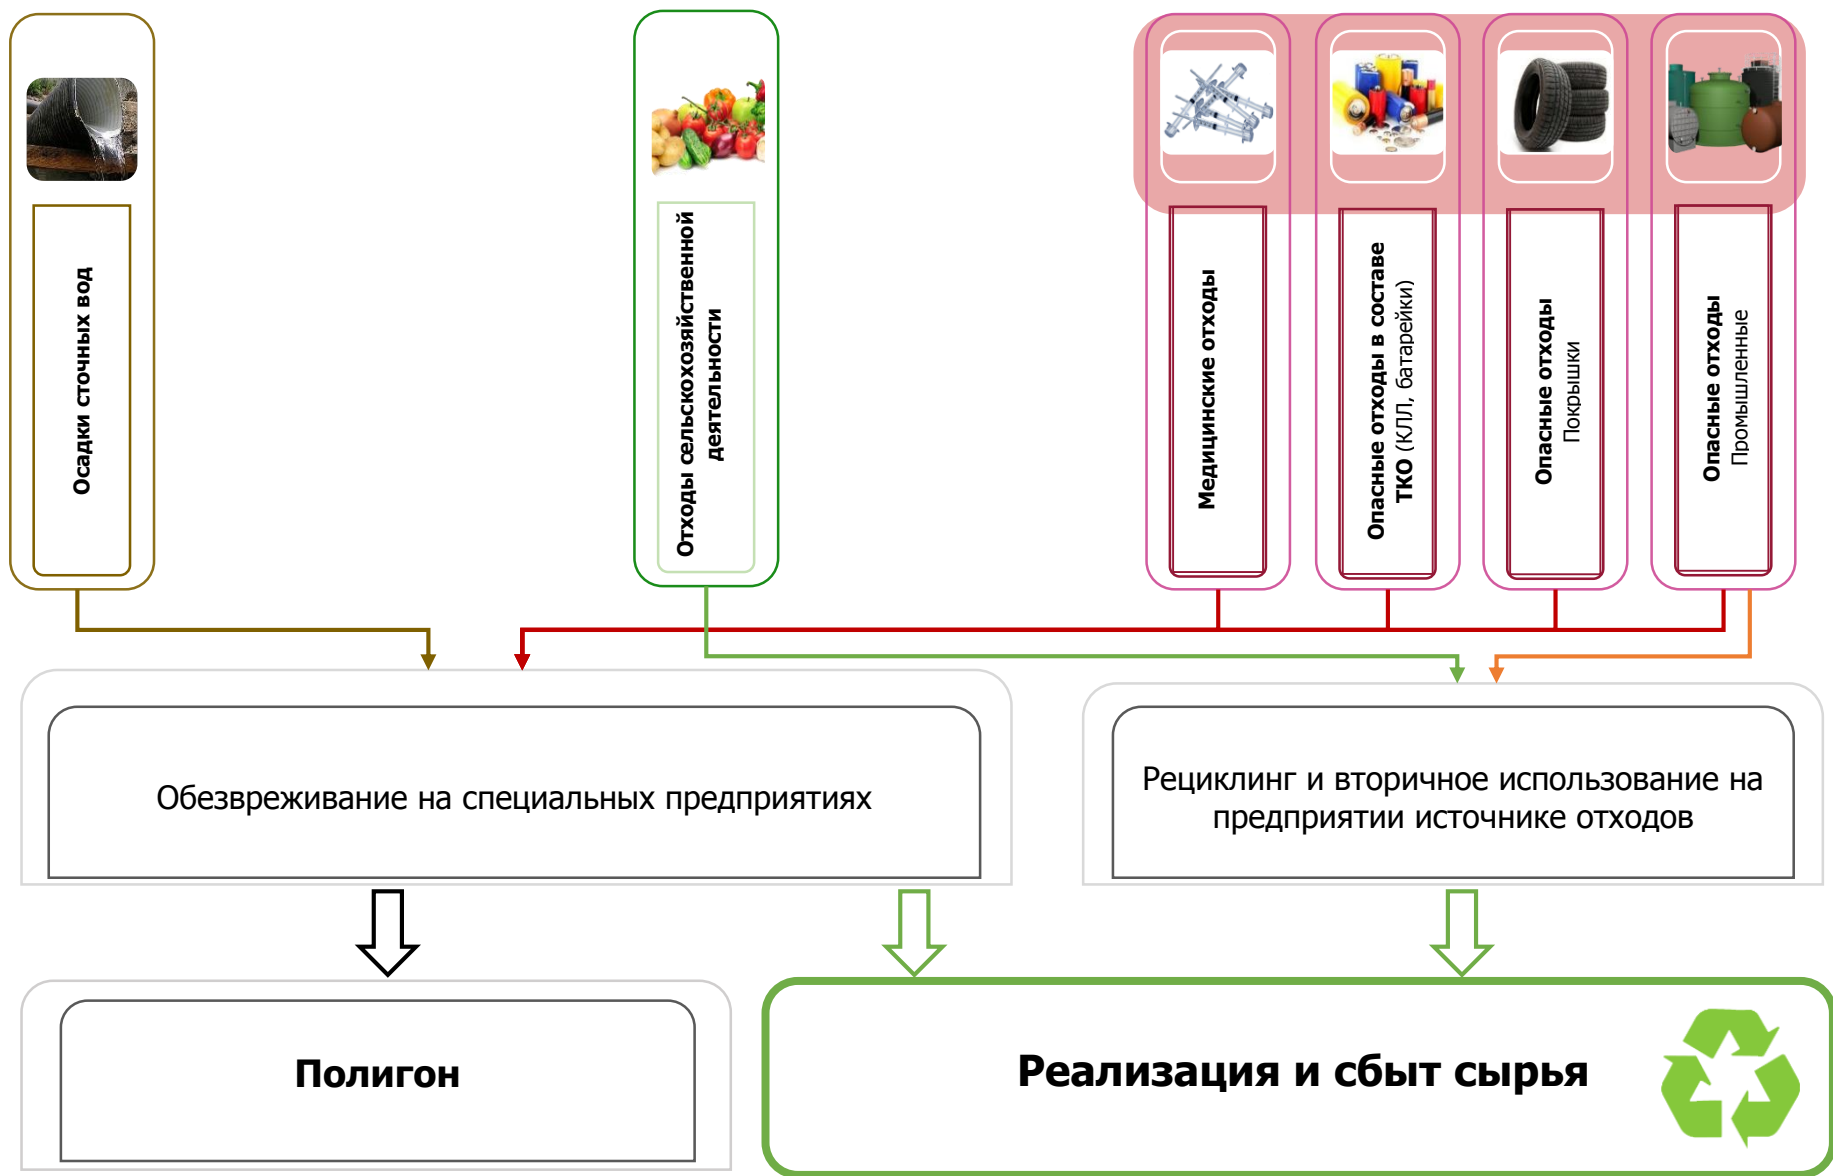 Осадки сточных вод
Отходы сельскохозяйственной
деятельности
Медицинские отходы
Опасные отходы в составе
ТКО (КЛЛ, батарейки)
Опасные отходы
Покрышки
Опасные отходы
Промышленные
Обезвреживание на специальных предприятиях
Рециклинг и вторичное использование на
предприятии источнике отходов
Полигон
Реализация и сбыт сырья